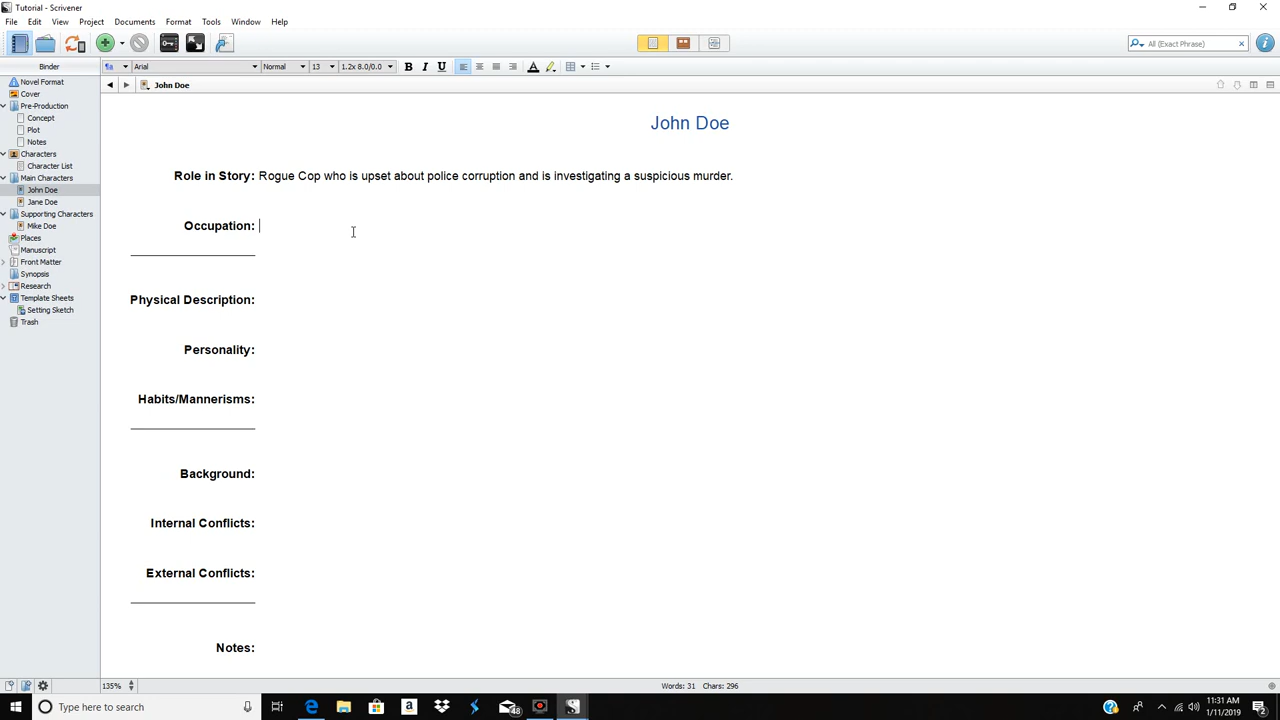 Tutorial - Scrivener
File Edit View Project Documents Format Tools Window Help
All (Exact Phrase)
Binder
Arial Normal 13 1.2x 8.0/0.0 B I U A
Novel Format
Cover
Pre-Production
Concept
Plot
Notes
Characters
Character List
Main Characters
John Doe
Jane Doe
Supporting Characters
Mike Doe
Places
Manuscript
Front Matter
Synopsis
Research
Template Sheets
Setting Sketch
Trash
John Doe
John Doe
Role in Story: Rogue Cop who is upset about police corruption and is investigating a suspicious murder.
Occupation:
Physical Description:
Personality:
Habits/Mannerisms:
Background:
Internal Conflicts:
External Conflicts:
Notes:
135%
Words: 31 Chars: 296
Type here to search
48
11:31 AM
1/11/2019
2